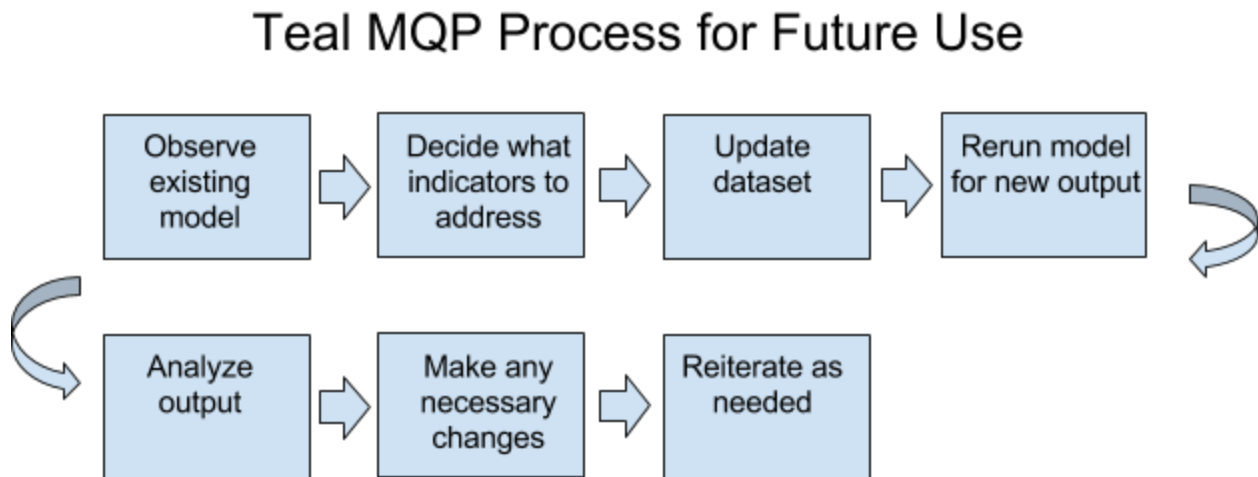 Teal MQP Process for Future Use
Observe
existing
model
Decide what
indicators to
address
Update
dataset
Rerun model
for new output
Analyze
output
Make any
necessary
changes
Reiterate as
needed